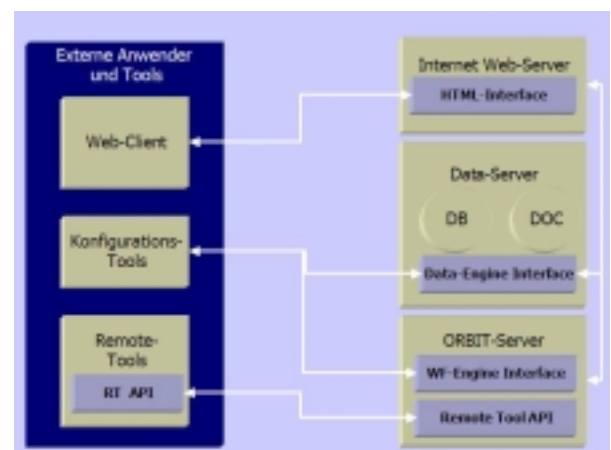 Externe Anwender
und Tools
Web-Client
Konfigurations-
Tools
Remote-
Tools
RT API
Internet Web-Server
HTML-Interface
Data-Server
DB
DOC
Data-Engine Interface
ORBIT-Server
WF-Engine Interface
Remote Tool API